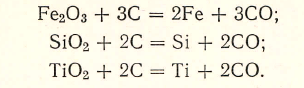 Fe₂O₃ + 3C = 2Fe + 3CO;
SiO₂ + 2C = Si + 2CO;
TiO₂ + 2C = Ti + 2CO.